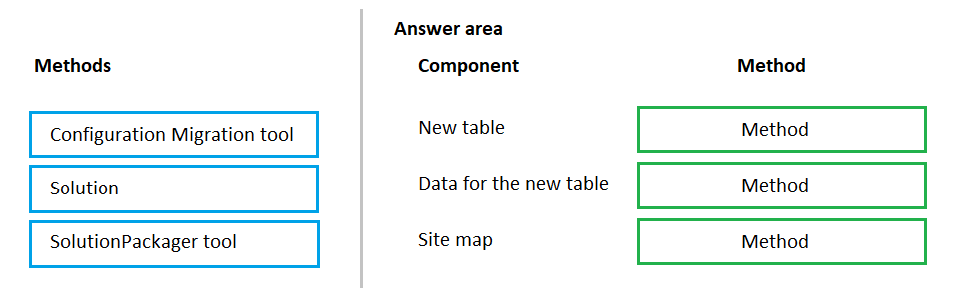 Answer area
Methods
Component
Method
Configuration Migration tool
New table
Method
Solution
Data for the new table
Method
SolutionPackager tool
Site map
Method